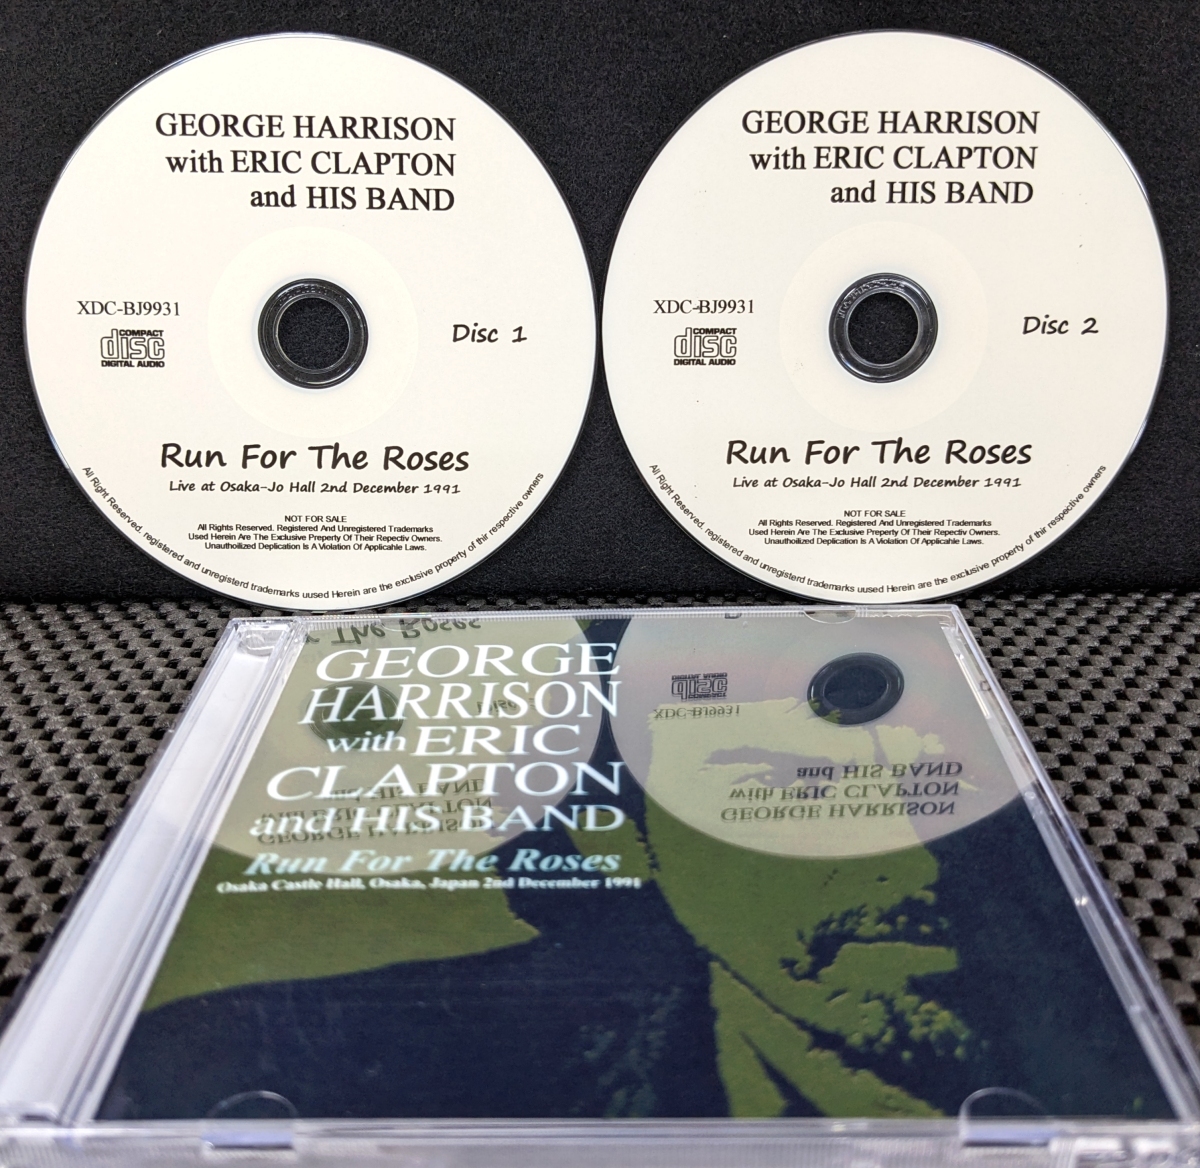 GEORGE HARRISON
with ERIC CLAPTON
and HIS BAND
XDC-BJ9931
COMPACT
disc
DIGITAL AUDIO
Disc 1
Run For The Roses
Live at Osaka-Jo Hall 2nd December 1991
NOT FOR SALE
All Rights Reserved. Registered And Unregistered Trademarks
Used Herein Are The Exclusive Preperty Of Their Repectiv Owners.
Unauthoilized Deplication Is A Violation Of Applicahle Laws.
All Right Reserved. registered and unregisterd trademarks uused Herein are the exclusive property of thir respective owners
GEORGE HARRISON
with ERIC CLAPTON
and HIS BAND
XDC-BJ9931
COMPACT
disc
DIGITAL AUDIO
Disc 2
Run For The Roses
Live at Osaka-Jo Hall 2nd December 1991
NOT FOR SALE
All Rights Reserved. Registered And Unregistered Trademarks
Used Herein Are The Exclusive Preperty Of Their Repectiv Owners.
Unauthoilized Deplication Is A Violation Of Applicahle Laws.
All Right Reserved. registered and unregisterd trademarks uused Herein are the exclusive property of thir respective owners
GEORGE
HARRISON
with ERIC
CLAPTON
and HIS BAND
Run For The Roses
Osaka Castle Hall, Osaka, Japan 2nd December 1991